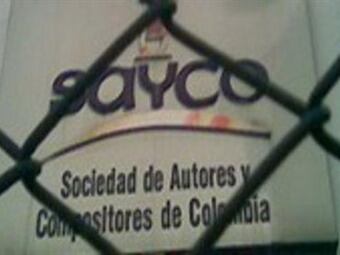 SAYCO
Sociedad de Autores y
Compositores de Colombia